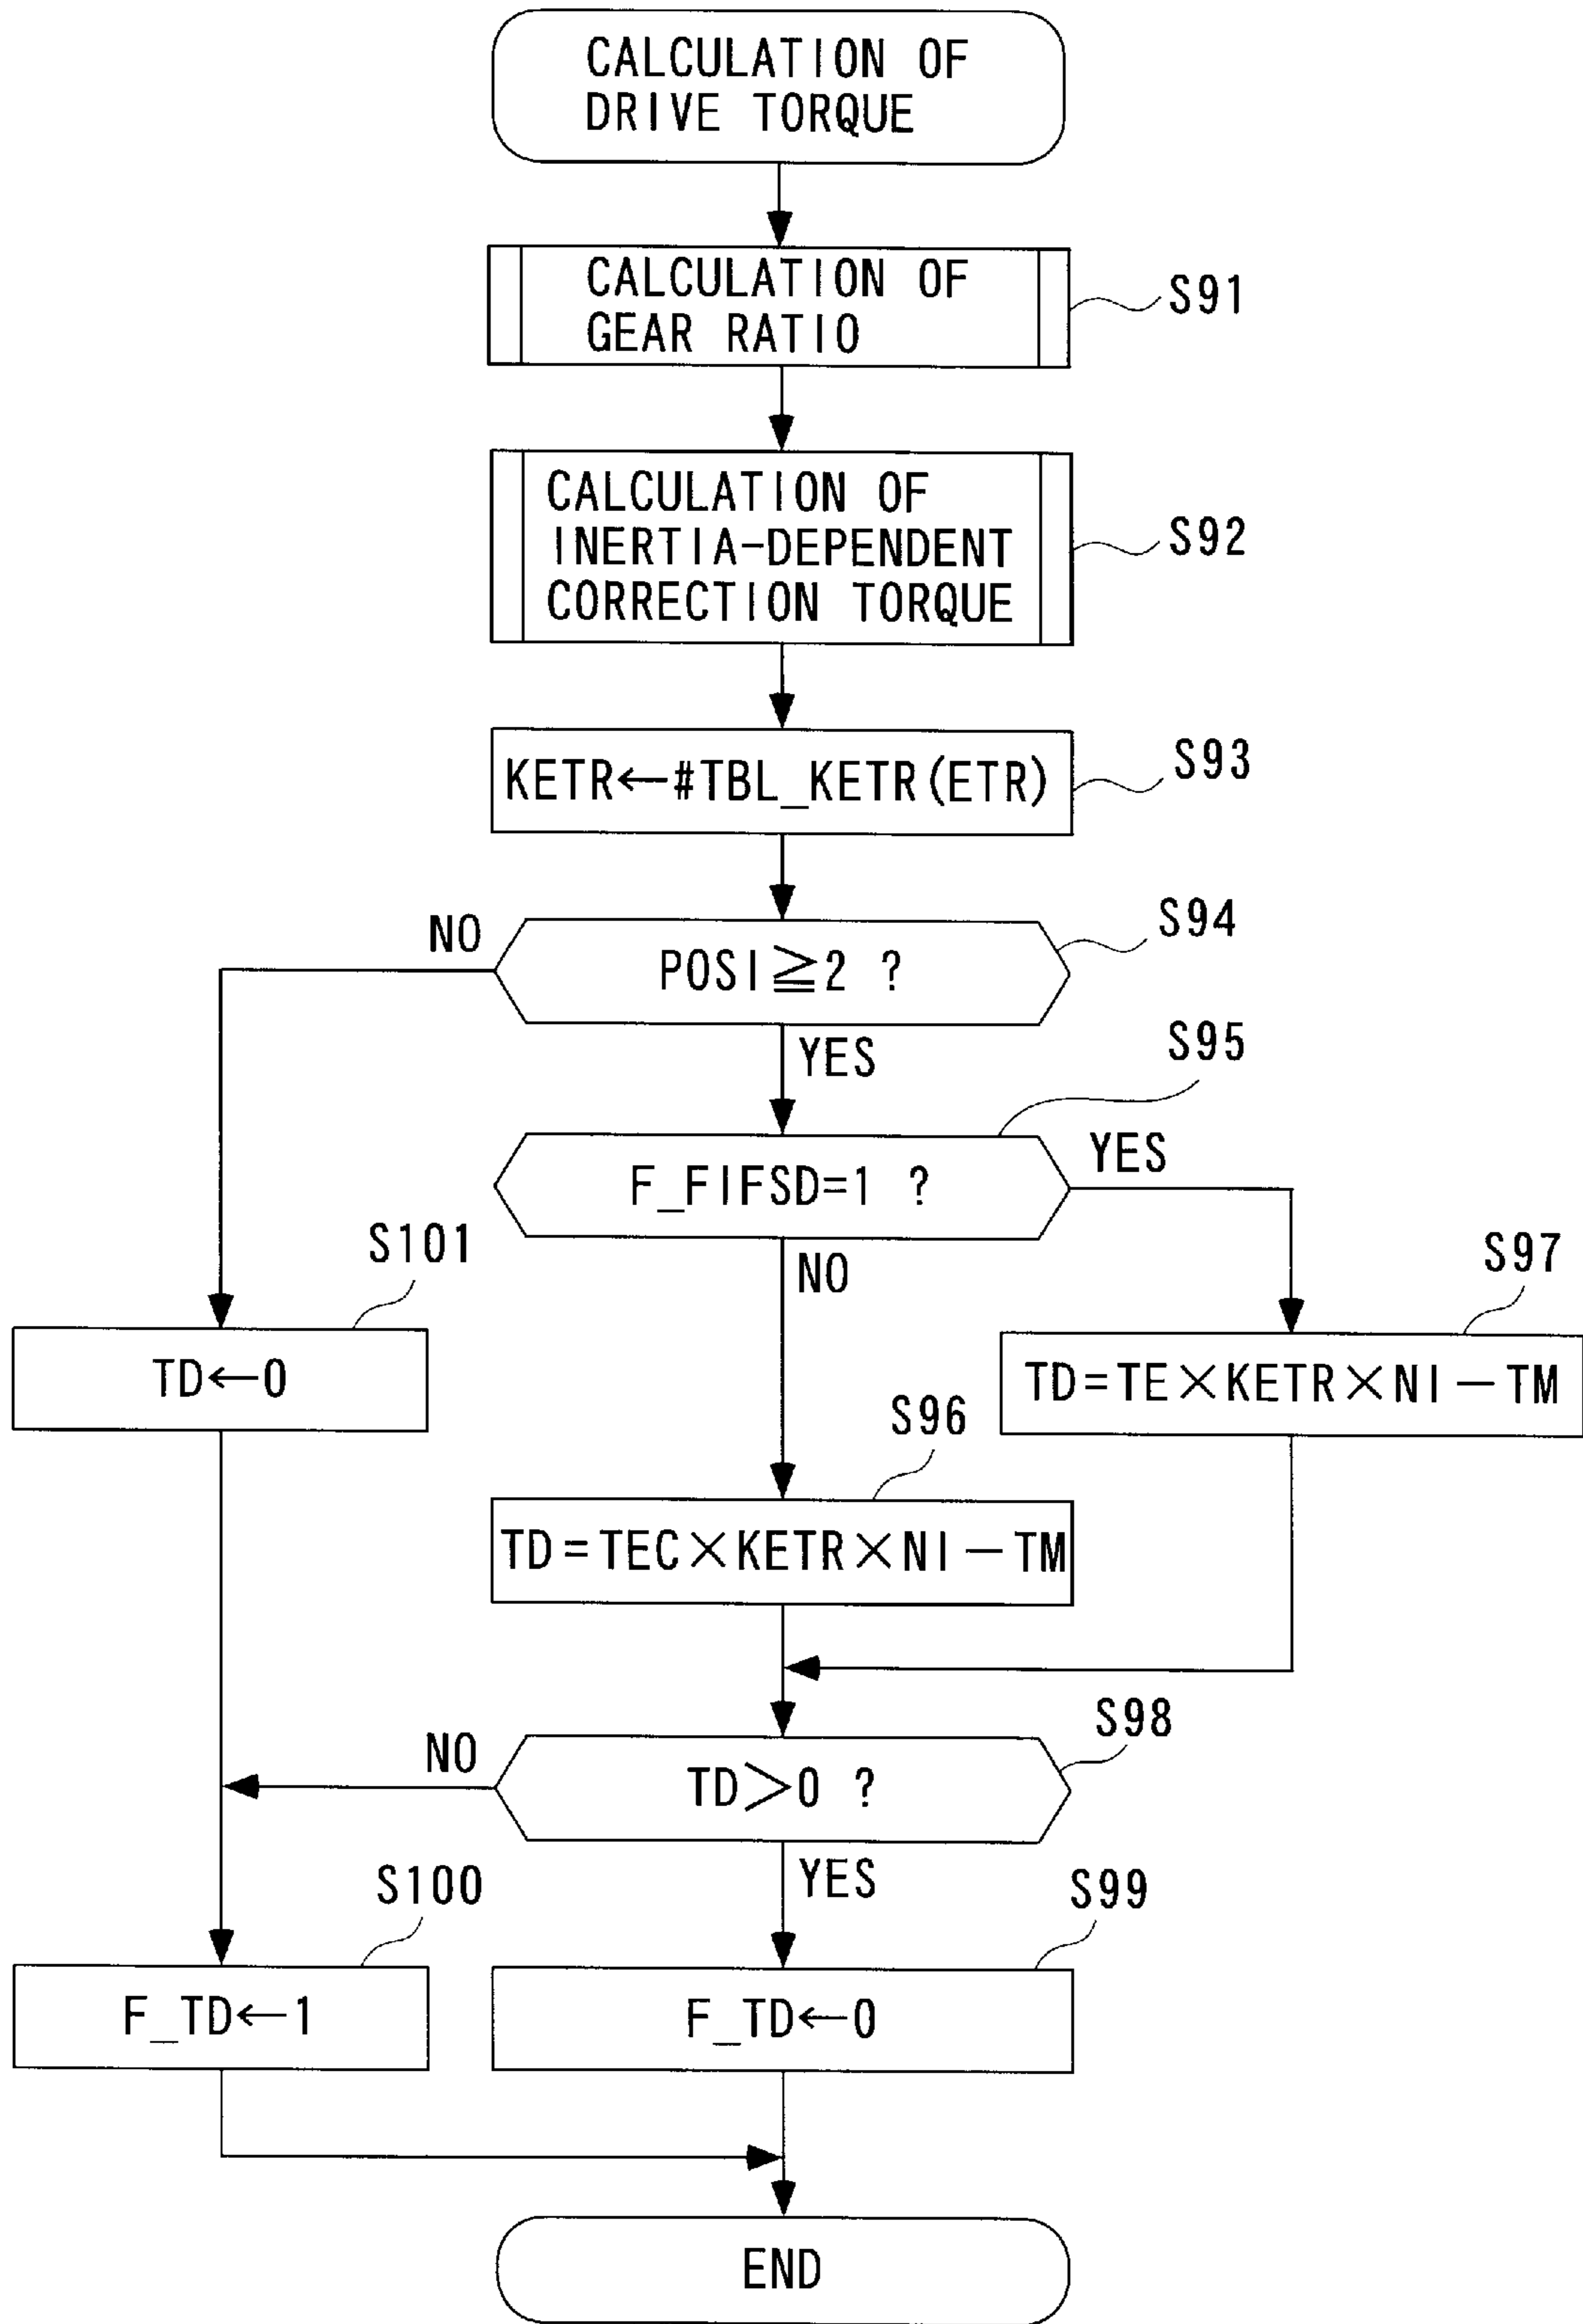 CALCULATION OF
DRIVE TORQUE
CALCULATION OF
GEAR RATIO
S91
CALCULATION OF
INERTIA-DEPENDENT
CORRECTION TORQUE
S92
KETR←#TBL_KETR(ETR)
S93
NO
POSI≧2 ?
S94
YES
S95
F_FIFSD=1 ?
YES
S101
NO
S97
TD←0
TD=TE×KETR×NI−TM
S96
TD=TEC×KETR×NI−TM
NO
TD>0 ?
S98
S100
YES
S99
F_TD←1
F_TD←0
END